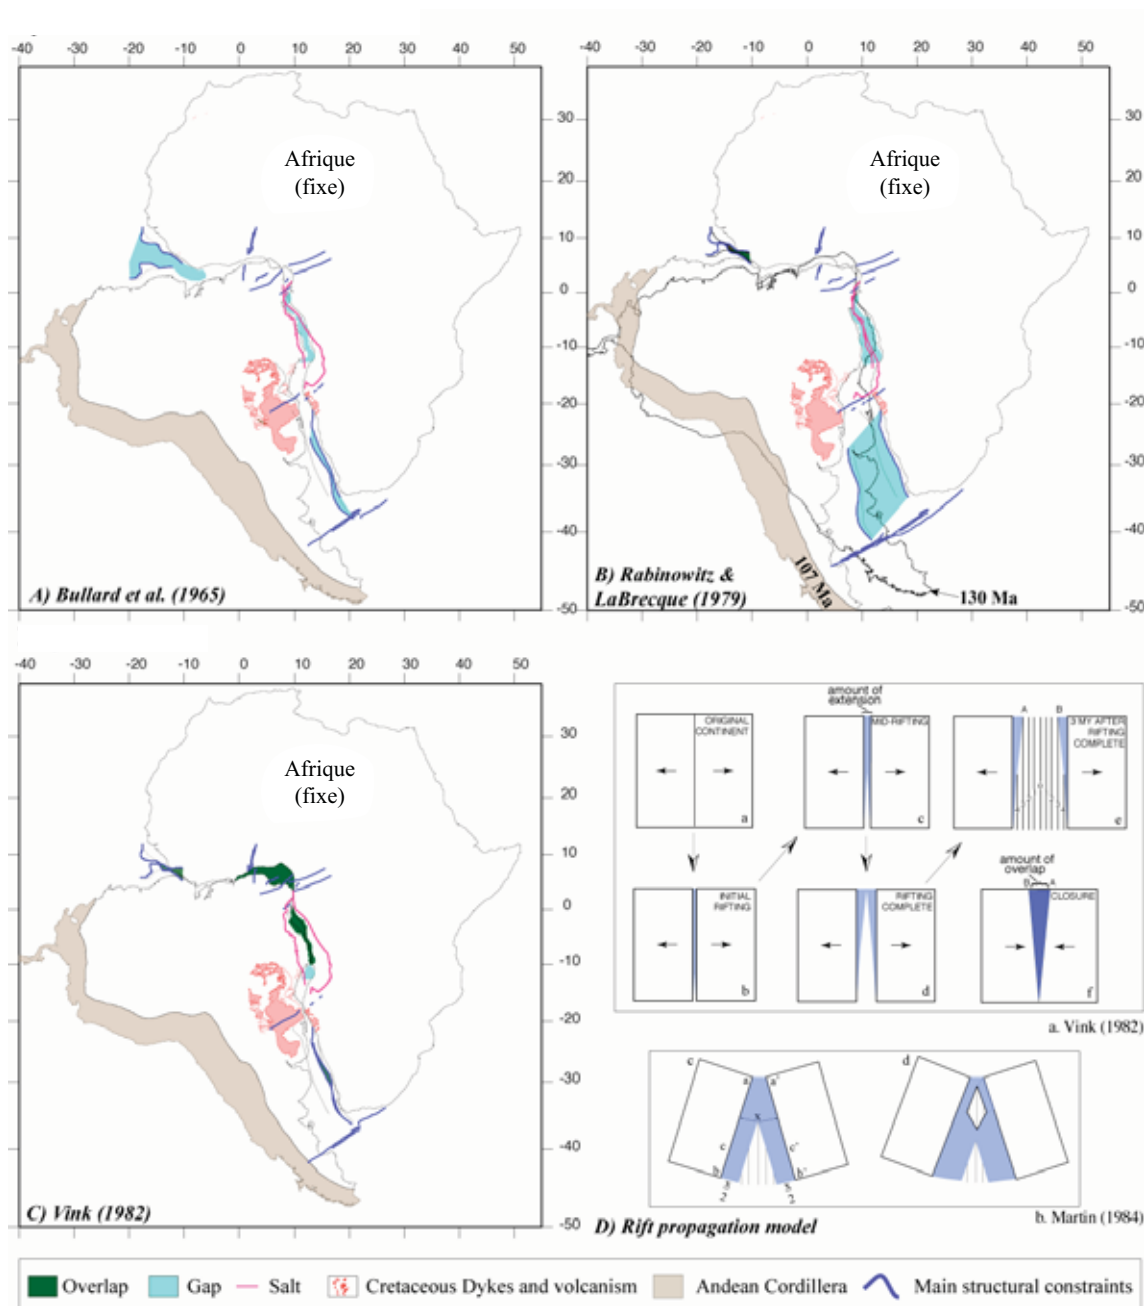 -40 -30 -20 -10 0 10 20 30 40 50
30
20
10
0
-10
-20
-30
-40
-50
Afrique
(fixe)
A) Bullard et al. (1965)
-40 -30 -20 -10 0 10 20 30 40 50
30
20
10
0
-10
-20
-30
-40
-50
Afrique
(fixe)
107 Ma
130 Ma
B) Rabinowitz &
LaBrecque (1979)
-40 -30 -20 -10 0 10 20 30 40 50
30
20
10
0
-10
-20
-30
-40
-50
Afrique
(fixe)
C) Vink (1982)
ORIGINAL
CONTINENT
a
amount of
extension
MID-RIFTING
c
A B
3 MY AFTER
RIFTING
COMPLETE
e
INITIAL
RIFTING
b
RIFTING
COMPLETE
d
amount of
overlap
B A
CLOSURE
f
a. Vink (1982)
c
a a'
x
c c'
b b'
2 2
d
b. Martin (1984)
D) Rift propagation model
Overlap Gap Salt Cretaceous Dykes and volcanism Andean Cordillera Main structural constraints